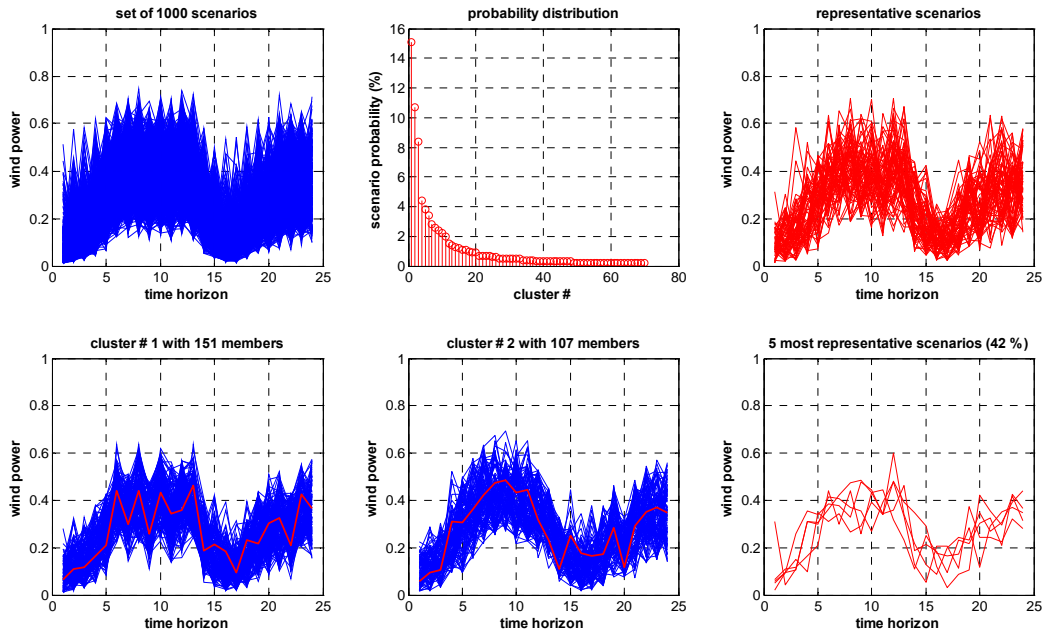 set of 1000 scenarios
1
0.8
0.6
0.4
0.2
0
wind power
0 5 10 15 20 25
time horizon
probability distribution
16
14
12
10
8
6
4
2
0
scenario probability (%)
0 20 40 60 80
cluster #
representative scenarios
1
0.8
0.6
0.4
0.2
0
wind power
0 5 10 15 20 25
time horizon
cluster # 1 with 151 members
1
0.8
0.6
0.4
0.2
0
wind power
0 5 10 15 20 25
time horizon
cluster # 2 with 107 members
1
0.8
0.6
0.4
0.2
0
wind power
0 5 10 15 20 25
time horizon
5 most representative scenarios (42 %)
1
0.8
0.6
0.4
0.2
0
wind power
0 5 10 15 20 25
time horizon